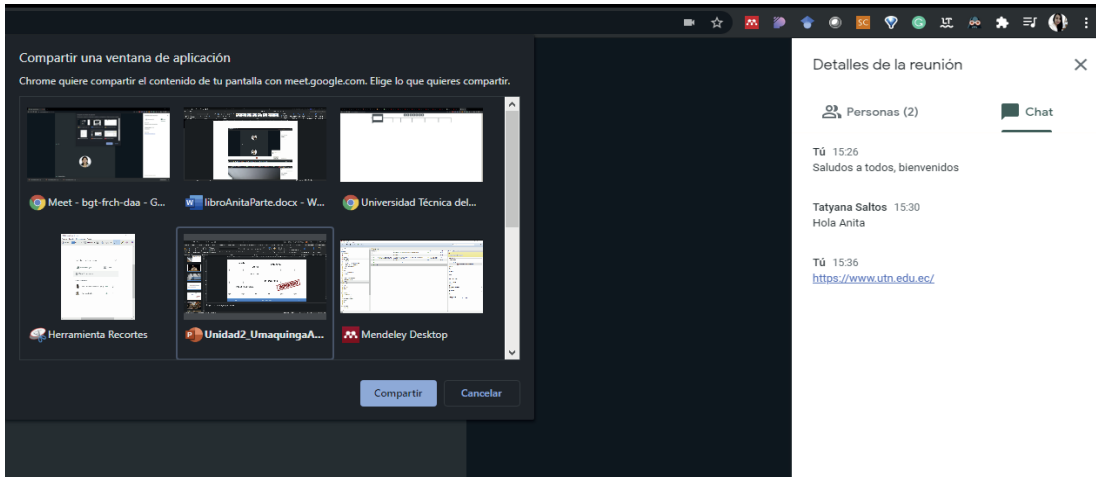 Compartir una ventana de aplicación
Chrome quiere compartir el contenido de tu pantalla con meet.google.com. Elige lo que quieres compartir.
Meet - bgt-frch-daa - G...
libroAnitaParte.docx - W...
Universidad Técnica del...
Herramienta Recortes
Unidad2_UmaquingaA...
Mendeley Desktop
Compartir
Cancelar
Detalles de la reunión
Personas (2)
Chat
Tú 15:26
Saludos a todos, bienvenidos
Tatyana Saltos 15:30
Hola Anita
Tú 15:36
https://www.utn.edu.ec/